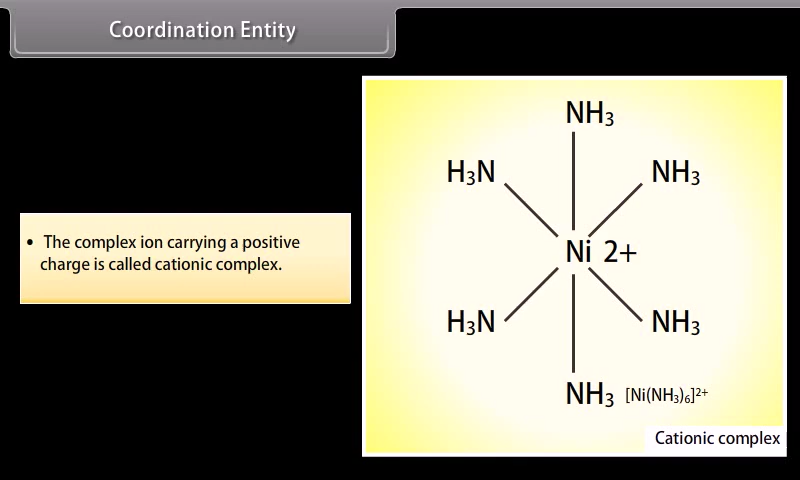 Coordination Entity
NH₃
H₃N NH₃
• The complex ion carrying a positive
charge is called cationic complex.
Ni 2+
H₃N NH₃
NH₃ [Ni(NH₃)₆]²⁺
Cationic complex